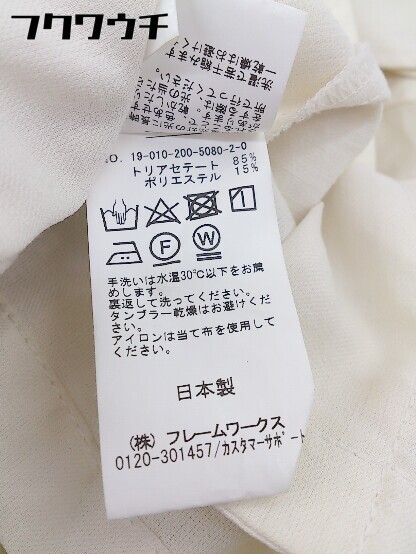 フクウチ
NO. 19-010-200-5080-2-0
トリアセテート 85%
ポリエステル 15%
手洗いは水温30℃以下をお薦
めします。
裏返して洗ってください。
タンブラー乾燥はお避けくだ
さい。
アイロンは当て布を使用して
ください。
日本製
(株) フレームワークス
0120-301457/カスタマーサポート